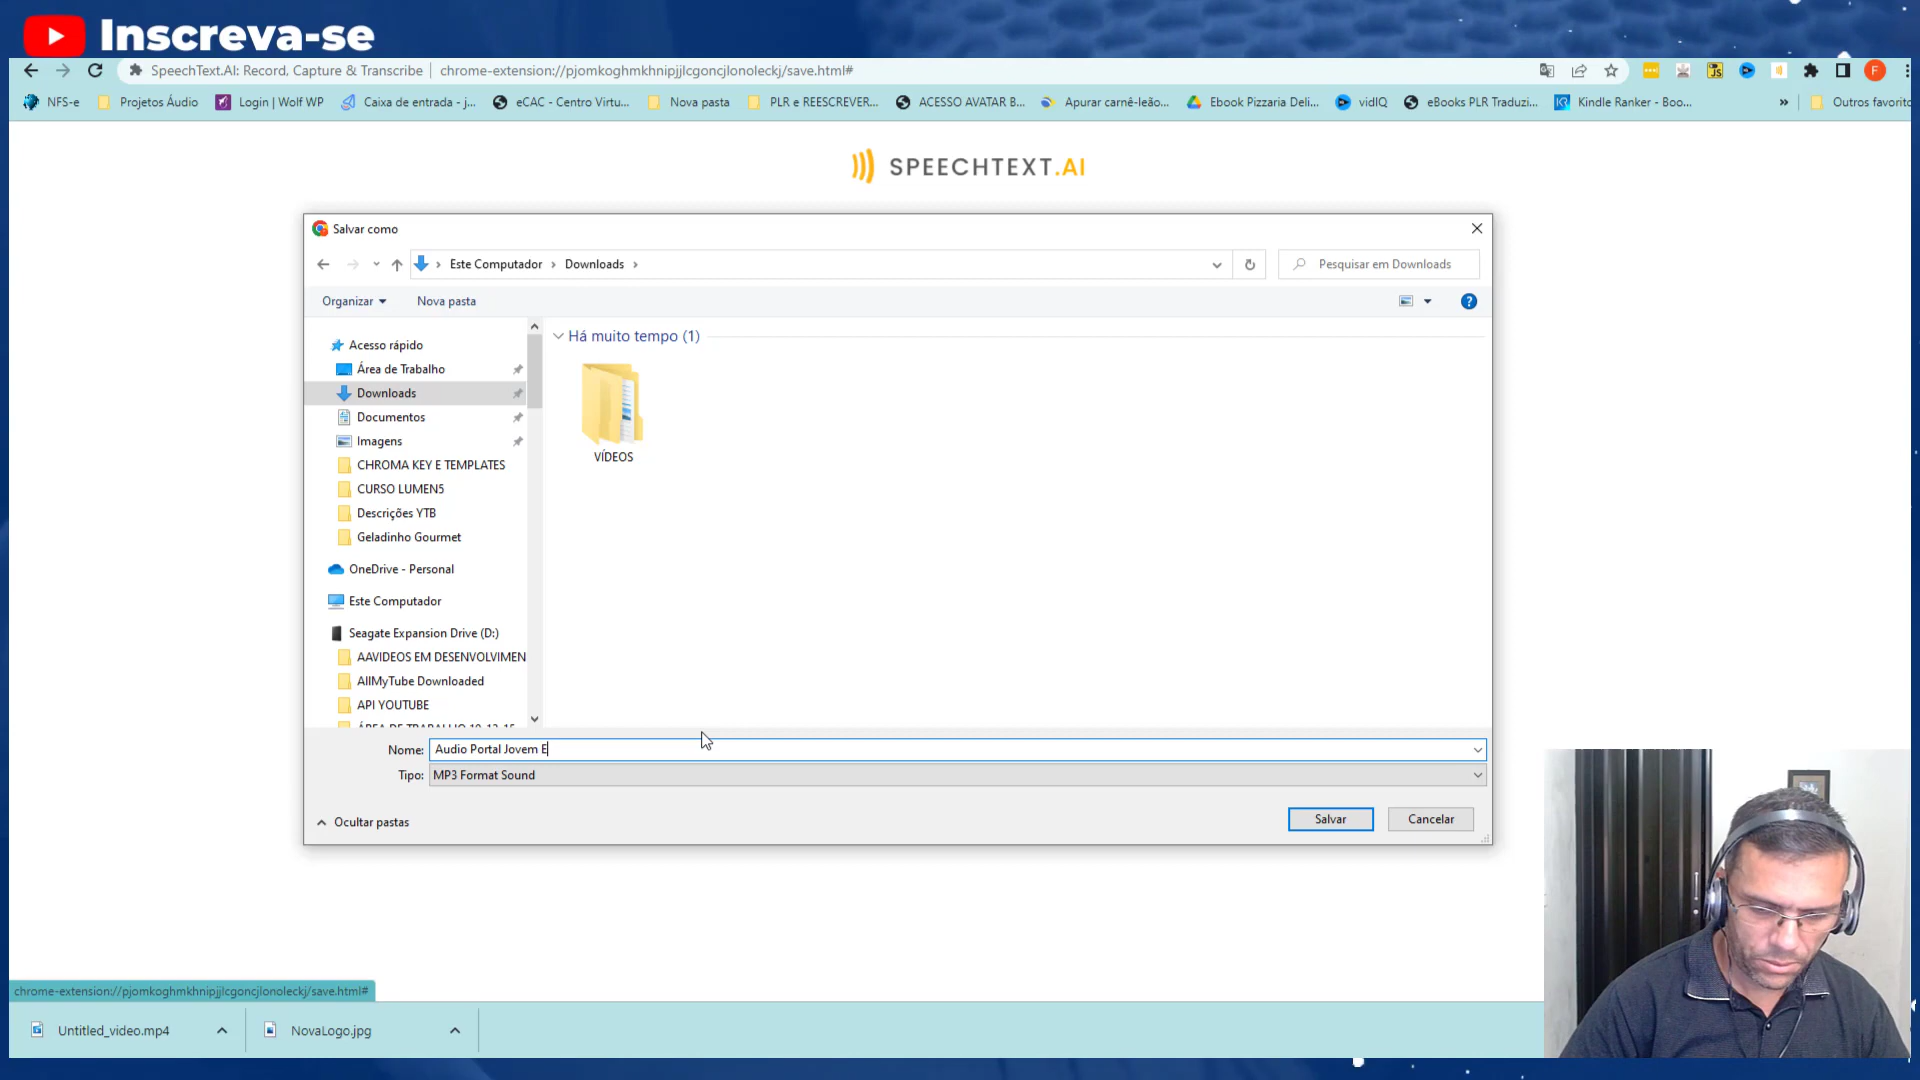 Inscreva-se
SpeechText.AI: Record, Capture & Transcribe | chrome-extension://pjomkoghmkhnipjjlcgoncjlonoleckj/save.html#
F
NFS-e Projetos Áudio Login | Wolf WP Caixa de entrada - j... eCAC - Centro Virtu... Nova pasta PLR e REESCREVER... ACESSO AVATAR B... Apurar carnê-leão... Ebook Pizzaria Deli... vidIQ eBooks PLR Traduzi... Kindle Ranker - Boo... » Outros favorito
SPEECHTEXT.AI
Salvar como
Este Computador > Downloads >
Pesquisar em Downloads
Organizar
Nova pasta
Acesso rápido
Área de Trabalho
Downloads
Documentos
Imagens
CHROMA KEY E TEMPLATES
CURSO LUMEN5
Descrições YTB
Geladinho Gourmet
OneDrive - Personal
Este Computador
Seagate Expansion Drive (D:)
AAVIDEOS EM DESENVOLVIMEN
AllMyTube Downloaded
API YOUTUBE
Há muito tempo (1)
VÍDEOS
Nome: Audio Portal Jovem E
Tipo: MP3 Format Sound
Ocultar pastas
Salvar
Cancelar
chrome-extension://pjomkoghmkhnipjjlcgoncjlonoleckj/save.html#
Untitled_video.mp4
NovaLogo.jpg